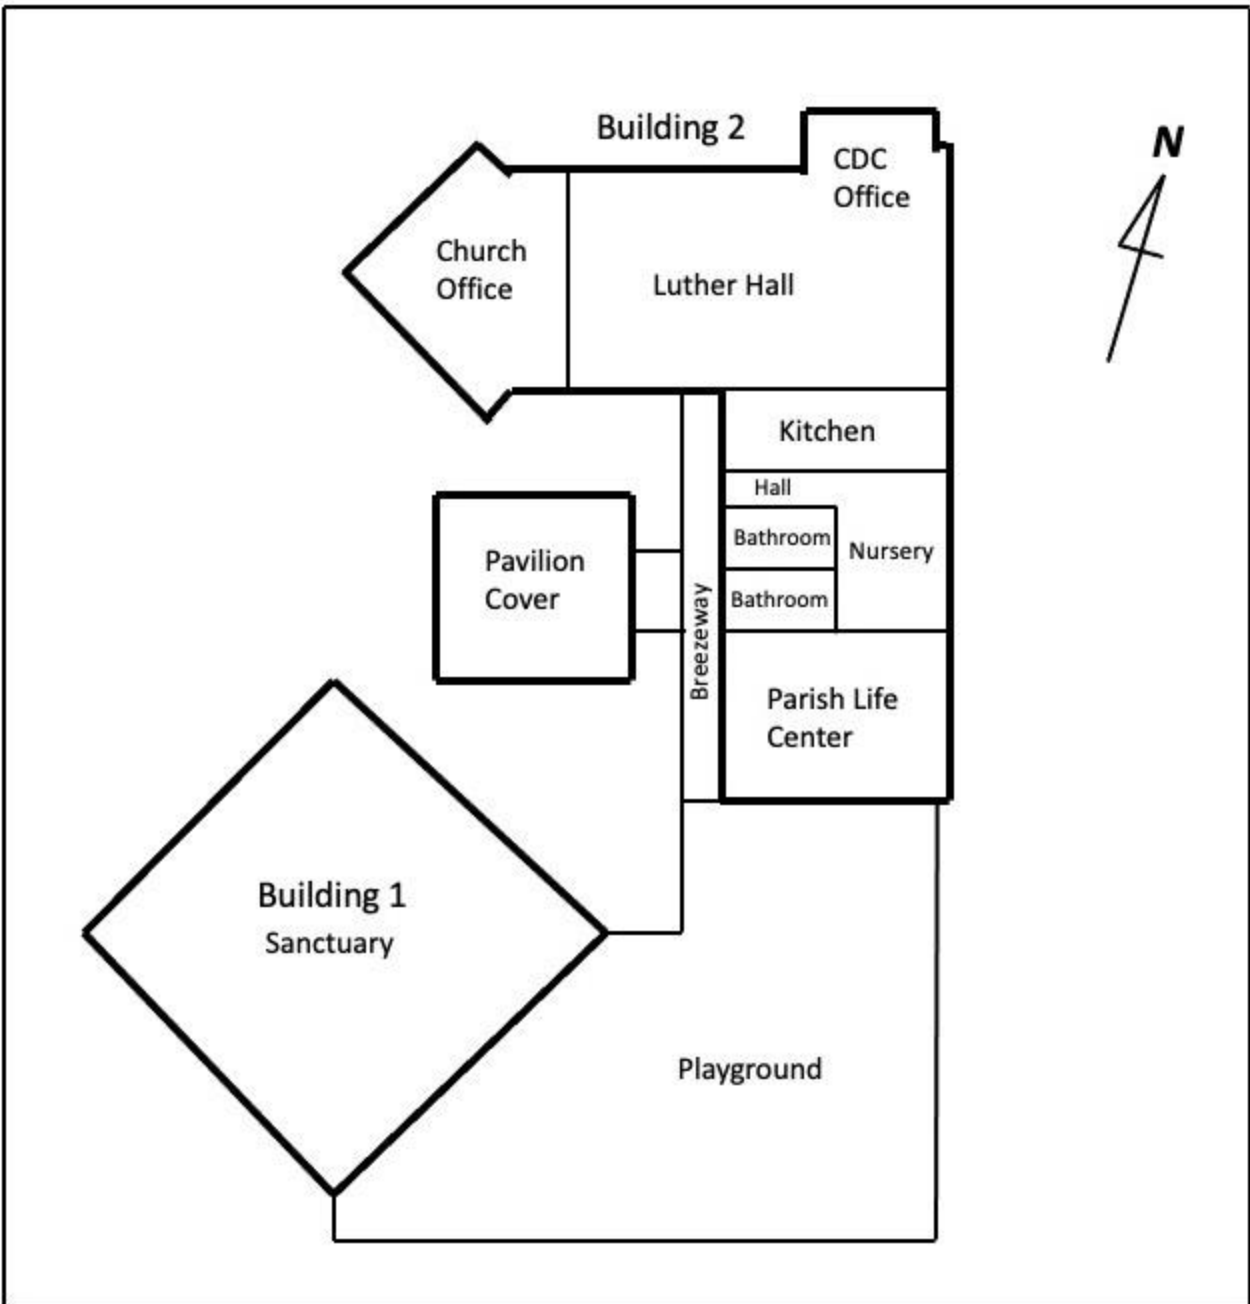 Building 2
N
CDC
Office
Church
Office
Luther Hall
Kitchen
Hall
Bathroom
Nursery
Pavilion
Cover
Bathroom
Breezeway
Parish Life
Center
Building 1
Sanctuary
Playground